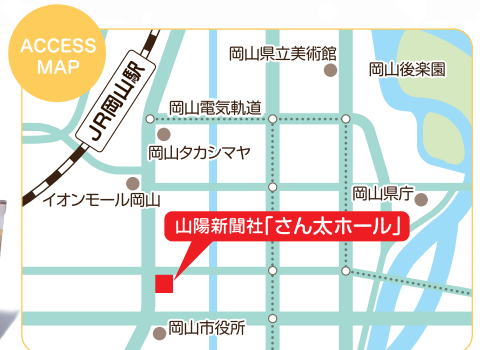 ACCESS
MAP
JR岡山駅
岡山県立美術館
岡山後楽園
岡山電気軌道
岡山タカシマヤ
イオンモール岡山
岡山県庁
山陽新聞社「さん太ホール」
岡山市役所